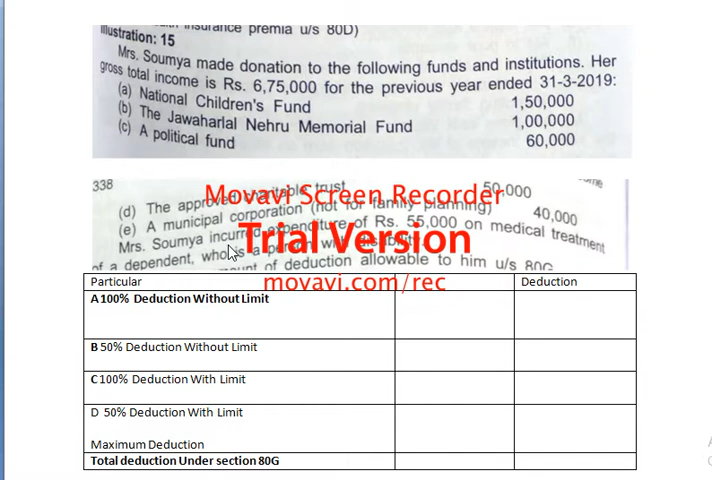 insurance premia u/s 80D)
Illustration: 15
Mrs. Soumya made donation to the following funds and institutions. Her
gross total income is Rs. 6,75,000 for the previous year ended 31-3-2019:
(a) National Children's Fund 1,50,000
(b) The Jawaharlal Nehru Memorial Fund 1,00,000
(c) A political fund 60,000
338
(d) The approved charitable trust 50,000
(e) A municipal corporation (not for family planning) 40,000
Mrs. Soumya incurred expenditure of Rs. 55,000 on medical treatment
of a dependent, who is a person with disability
of deduction allowable to him u/s 80G
Movavi Screen Recorder
Trial Version
movavi.com/rec
Particular Deduction
A 100% Deduction Without Limit
B 50% Deduction Without Limit
C 100% Deduction With Limit
D 50% Deduction With Limit
Maximum Deduction
Total deduction Under section 80G